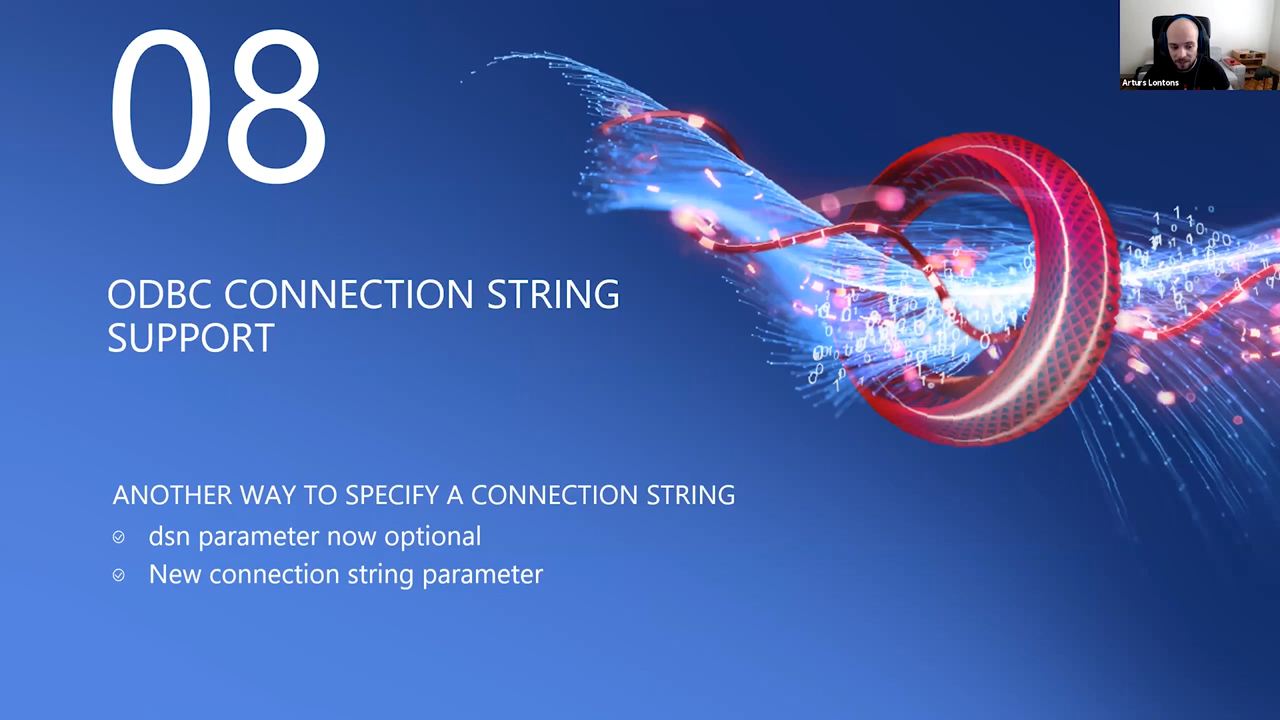 08
Arturs Lontons
ODBC CONNECTION STRING
SUPPORT
ANOTHER WAY TO SPECIFY A CONNECTION STRING
dsn parameter now optional
New connection string parameter